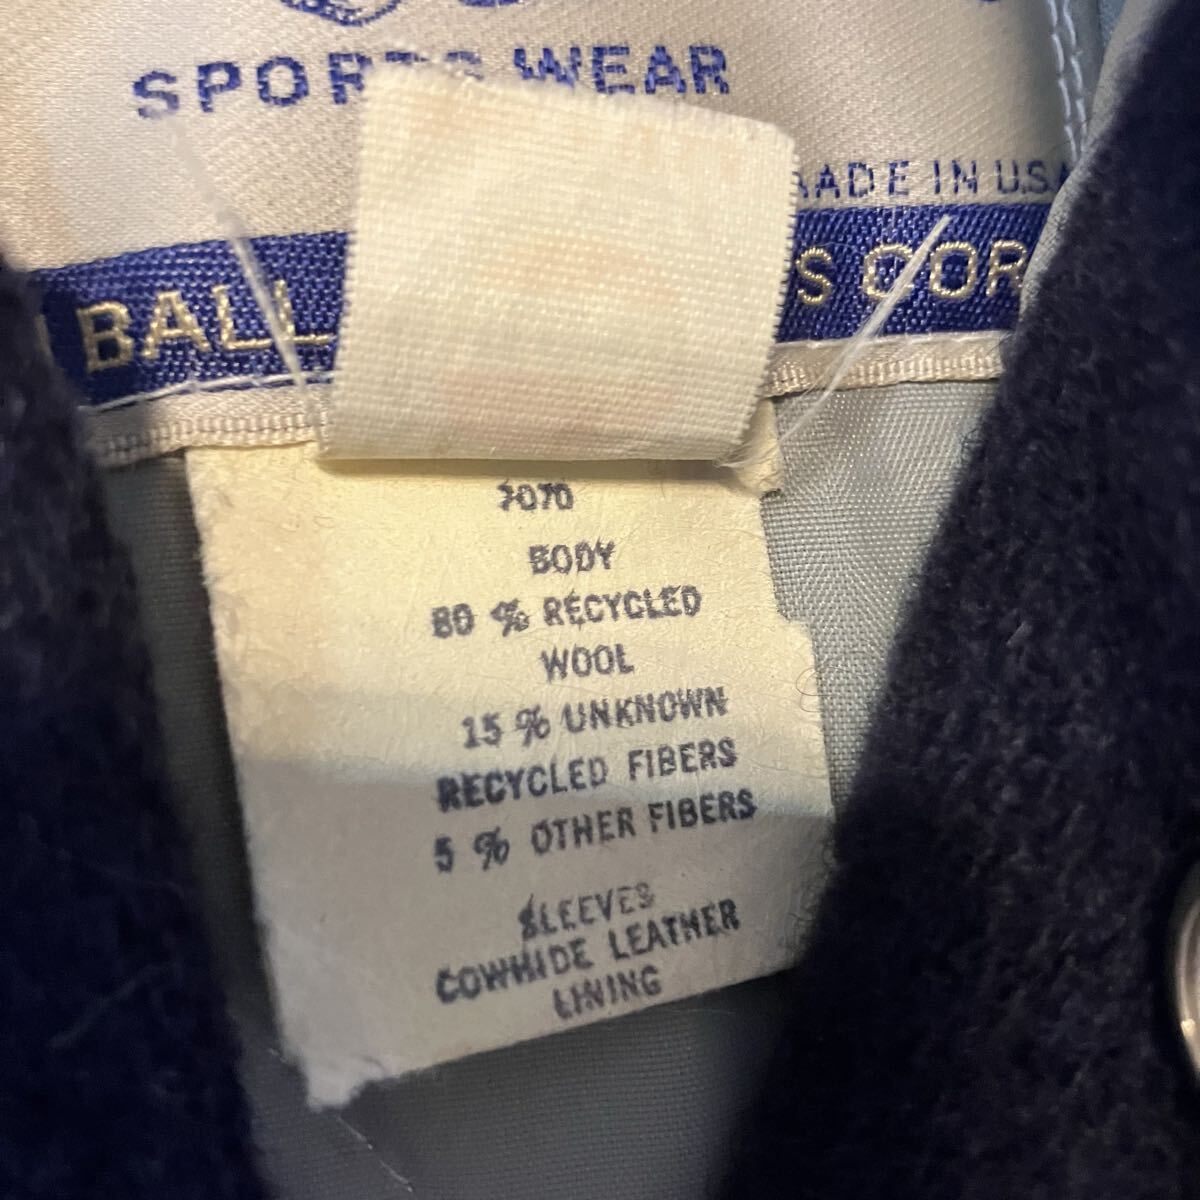 SPORTS WEAR
MADE IN U.S.A
BALL
S COR
7070
BODY
80 % RECYCLED
WOOL
15 % UNKNOWN
RECYCLED FIBERS
5 % OTHER FIBERS
SLEEVES
COWHIDE LEATHER
LINING